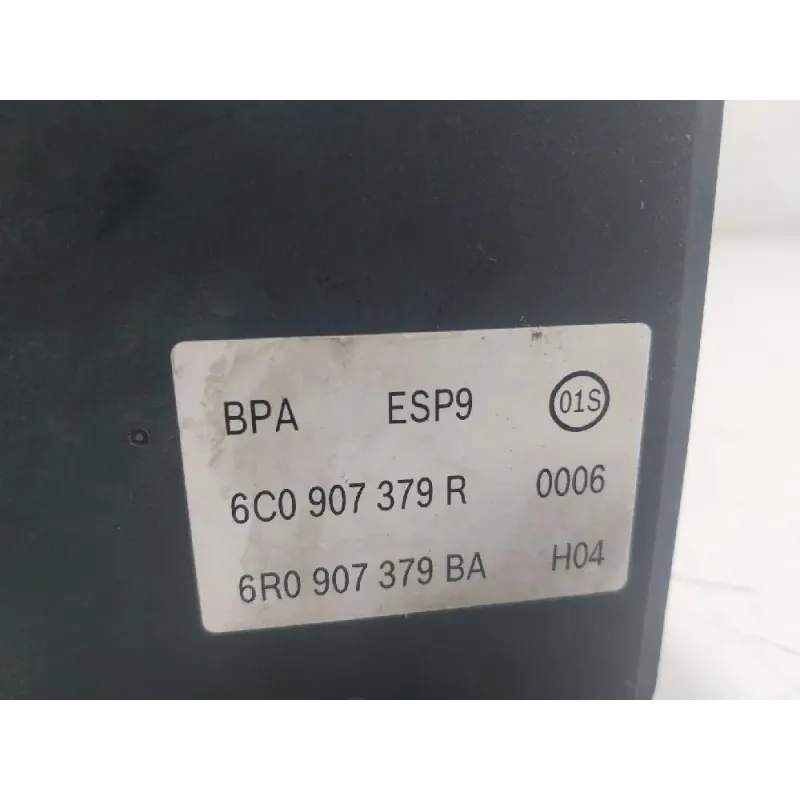 BPA ESP9 01S
6C0 907 379 R 0006
6R0 907 379 BA H04